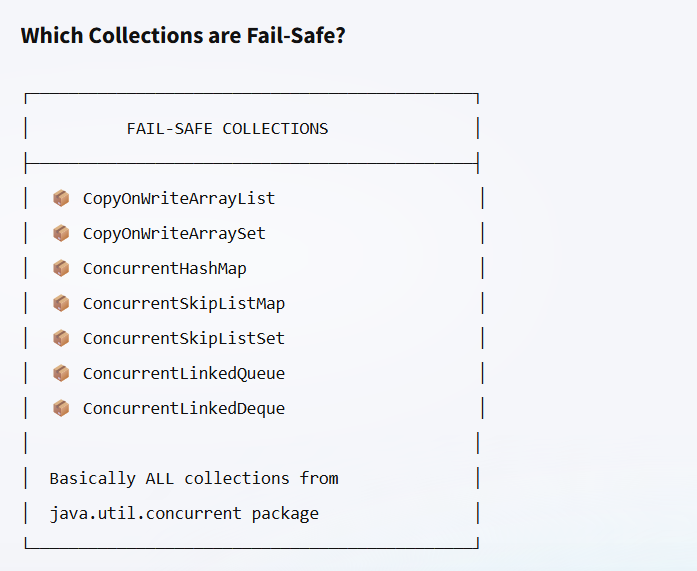 Which Collections are Fail-Safe?
FAIL-SAFE COLLECTIONS
📦 CopyOnWriteArrayList
📦 CopyOnWriteArraySet
📦 ConcurrentHashMap
📦 ConcurrentSkipListMap
📦 ConcurrentSkipListSet
📦 ConcurrentLinkedQueue
📦 ConcurrentLinkedDeque
Basically ALL collections from
java.util.concurrent package